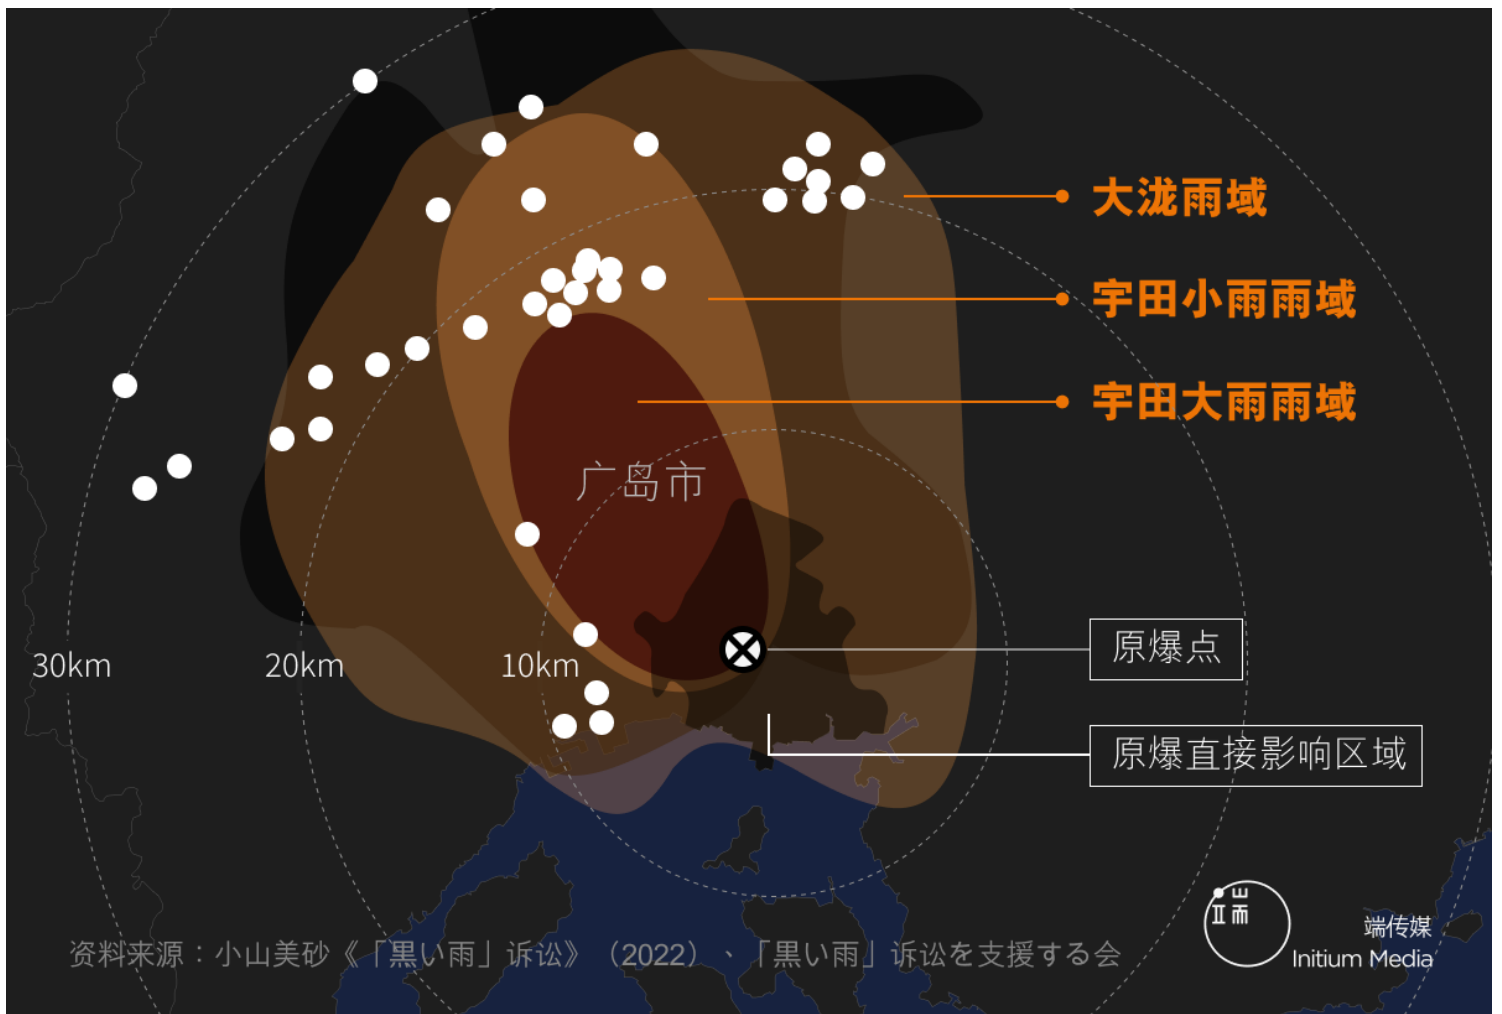 大泷雨域
宇田小雨雨域
宇田大雨雨域
广岛市
30km
20km
10km
原爆点
原爆直接影响区域
端
端传媒
Initium Media
资料来源：小山美砂《「黒い雨」诉讼》（2022）、「黒い雨」诉讼を支援する会